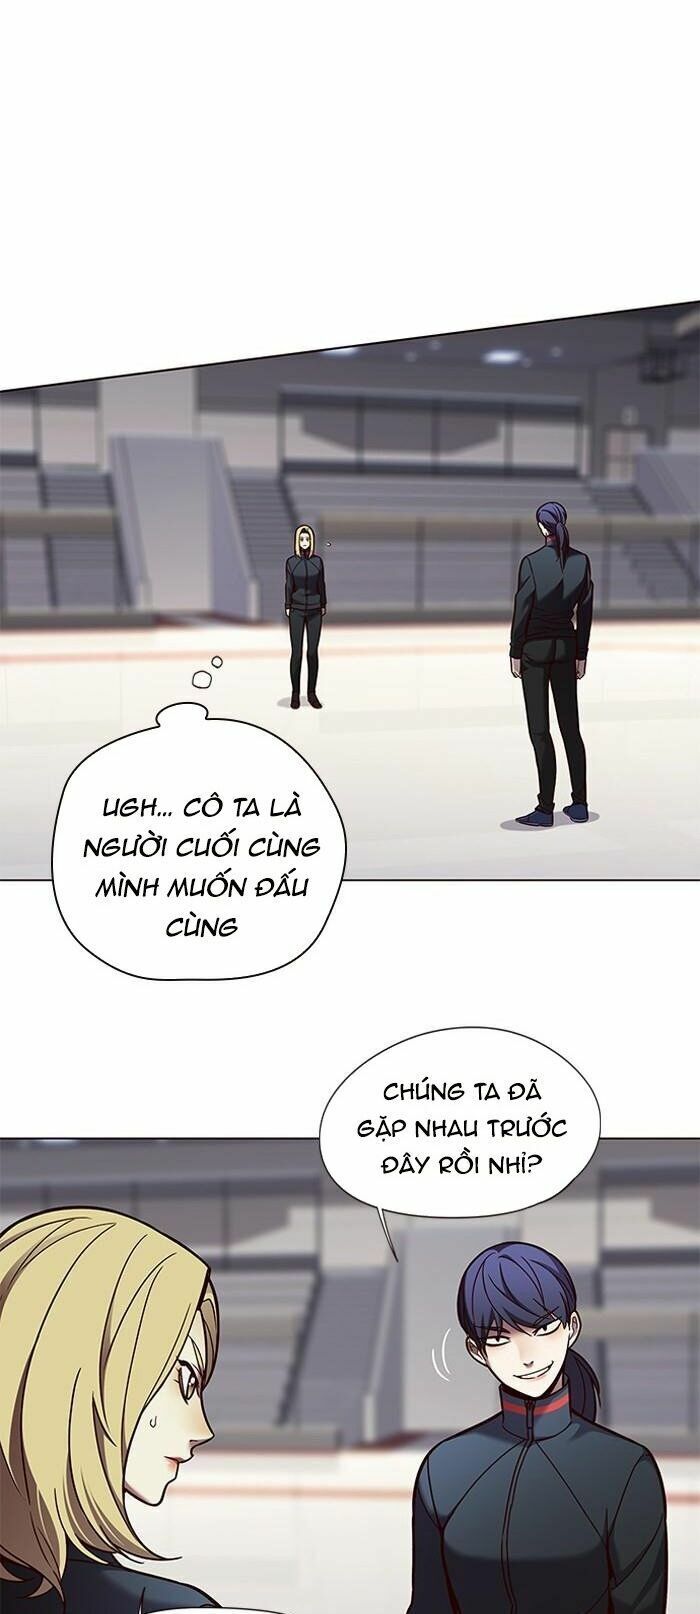 UGH... CÔ TA LÀ
NGƯỜI CUỐI CÙNG
MÌNH MUỐN ĐẤU
CÙNG
CHÚNG TA ĐÃ
GẶP NHAU TRƯỚC
ĐÂY RỒI NHỈ?